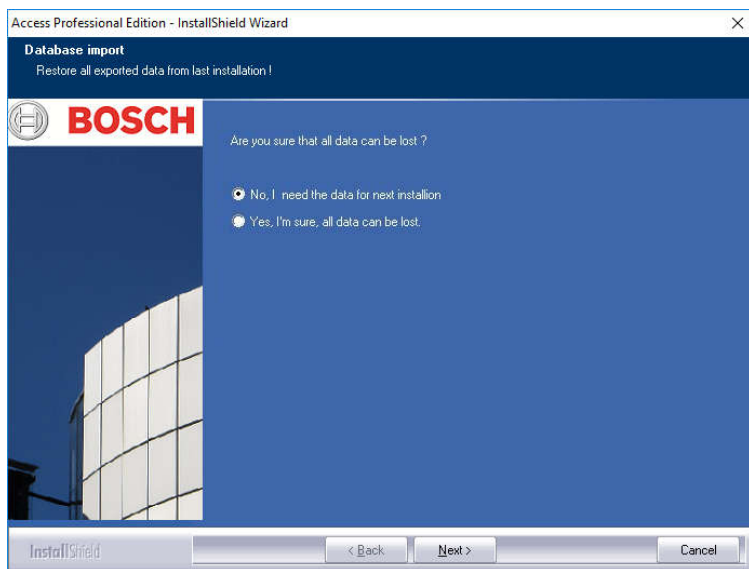 Access Professional Edition - InstallShield Wizard
Database import
Restore all exported data from last installation !
BOSCH
Are you sure that all data can be lost ?
No, I need the data for next installion
Yes, I'm sure, all data can be lost.
InstallShield
< Back
Next >
Cancel